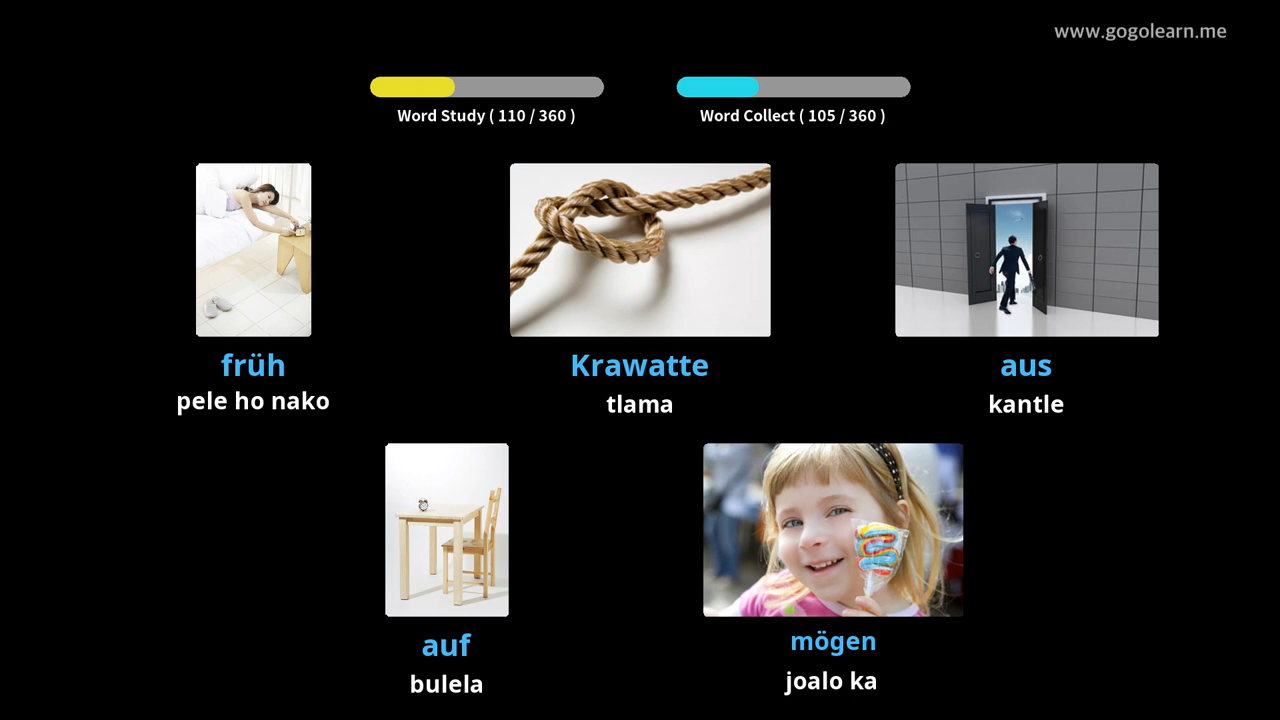 www.gogolearn.me
Word Study ( 110 / 360 )
Word Collect ( 105 / 360 )
früh
pele ho nako
Krawatte
tlama
aus
kantle
auf
bulela
mögen
joalo ka